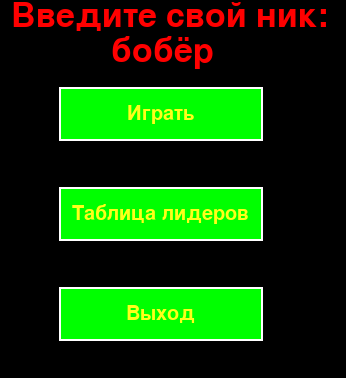 Введите свой ник:
бобёр
Играть
Таблица лидеров
Выход